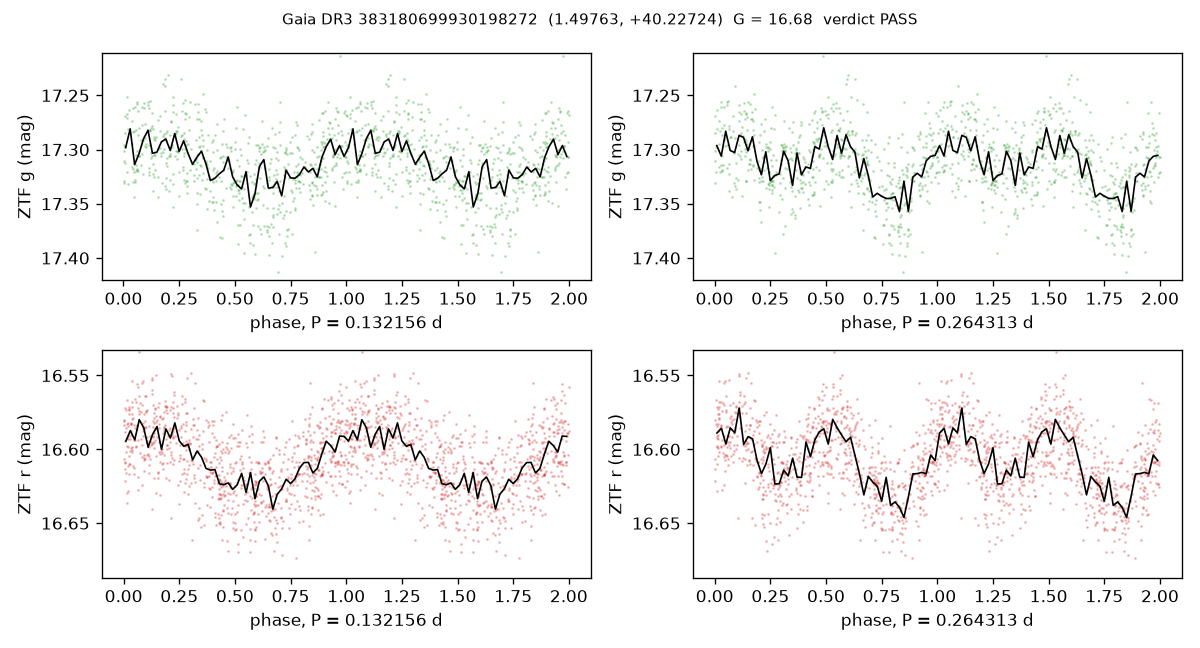 Gaia DR3 383180699930198272  (1.49763, +40.22724)  G = 16.68  verdict PASS
ZTF g (mag)
17.25
17.30
17.35
17.40
0.00 0.25 0.50 0.75 1.00 1.25 1.50 1.75 2.00
phase, P = 0.132156 d
ZTF g (mag)
17.25
17.30
17.35
17.40
0.00 0.25 0.50 0.75 1.00 1.25 1.50 1.75 2.00
phase, P = 0.264313 d
ZTF r (mag)
16.55
16.60
16.65
0.00 0.25 0.50 0.75 1.00 1.25 1.50 1.75 2.00
phase, P = 0.132156 d
ZTF r (mag)
16.55
16.60
16.65
0.00 0.25 0.50 0.75 1.00 1.25 1.50 1.75 2.00
phase, P = 0.264313 d